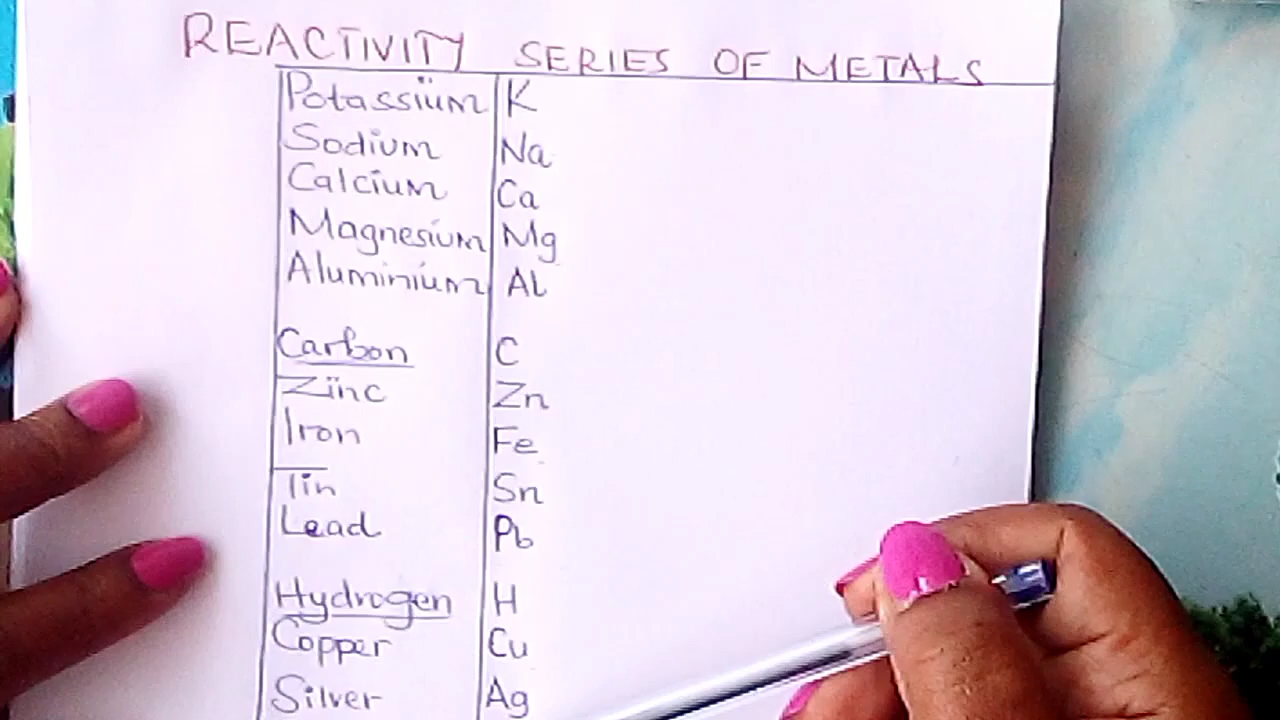 REACTIVITY SERIES OF METALS
Potassium K
Sodium Na
Calcium Ca
Magnesium Mg
Aluminium Al
Carbon C
Zinc Zn
Iron Fe
Tin Sn
Lead Pb
Hydrogen H
Copper Cu
Silver Ag